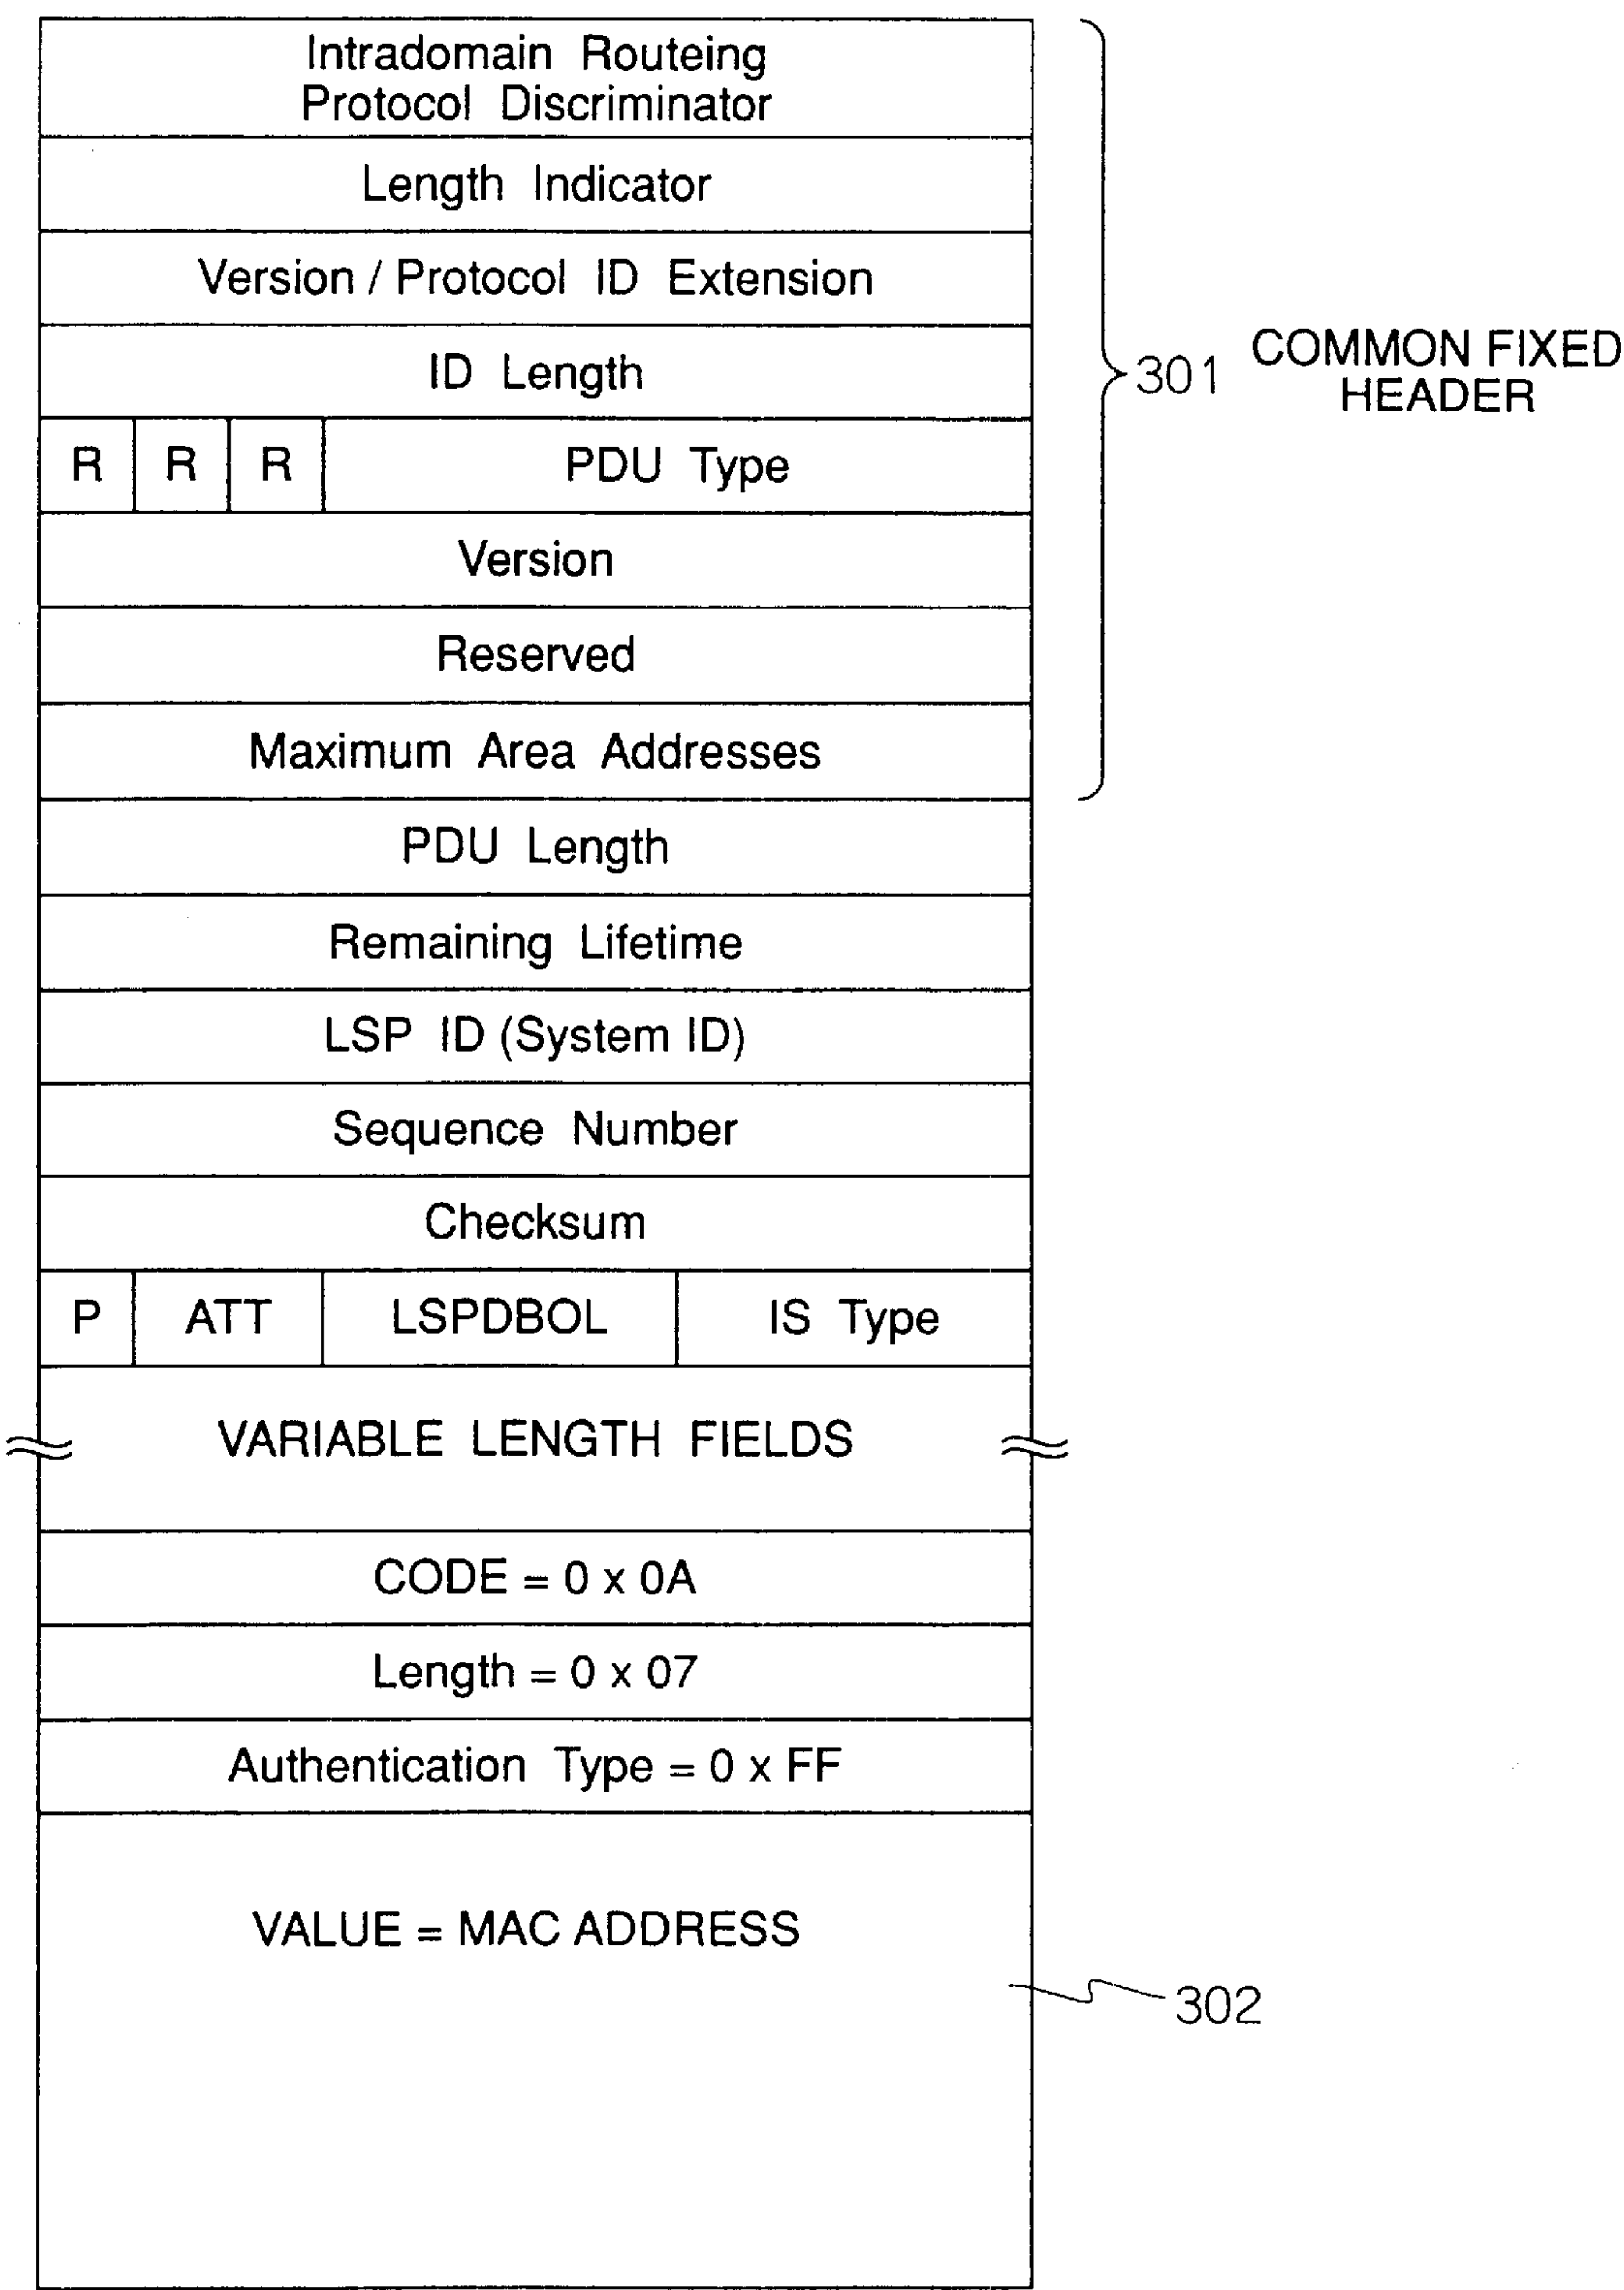 Intradomain Routeing
Protocol Discriminator
Length Indicator
Version / Protocol ID Extension
ID Length
301 COMMON FIXED
HEADER
R R R PDU Type
Version
Reserved
Maximum Area Addresses
PDU Length
Remaining Lifetime
LSP ID (System ID)
Sequence Number
Checksum
P ATT LSPDBOL IS Type
VARIABLE LENGTH FIELDS
CODE = 0 x 0A
Length = 0 x 07
Authentication Type = 0 x FF
VALUE = MAC ADDRESS
302